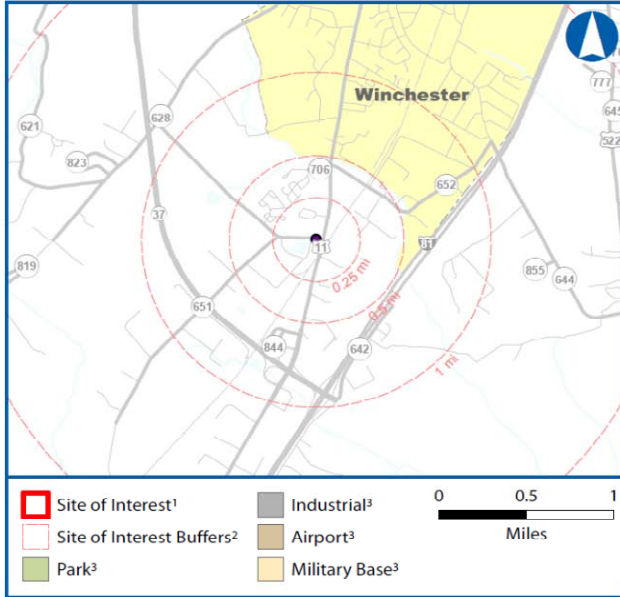 777
621
628
645
Winchester
522
823
706
652
37
11
81
819
0.25 mi
855
644
651
0.5 mi
844
642
1 mi
Site of Interest¹
Site of Interest Buffers²
Park³
Industrial³
Airport³
Military Base³
0 0.5 1
Miles